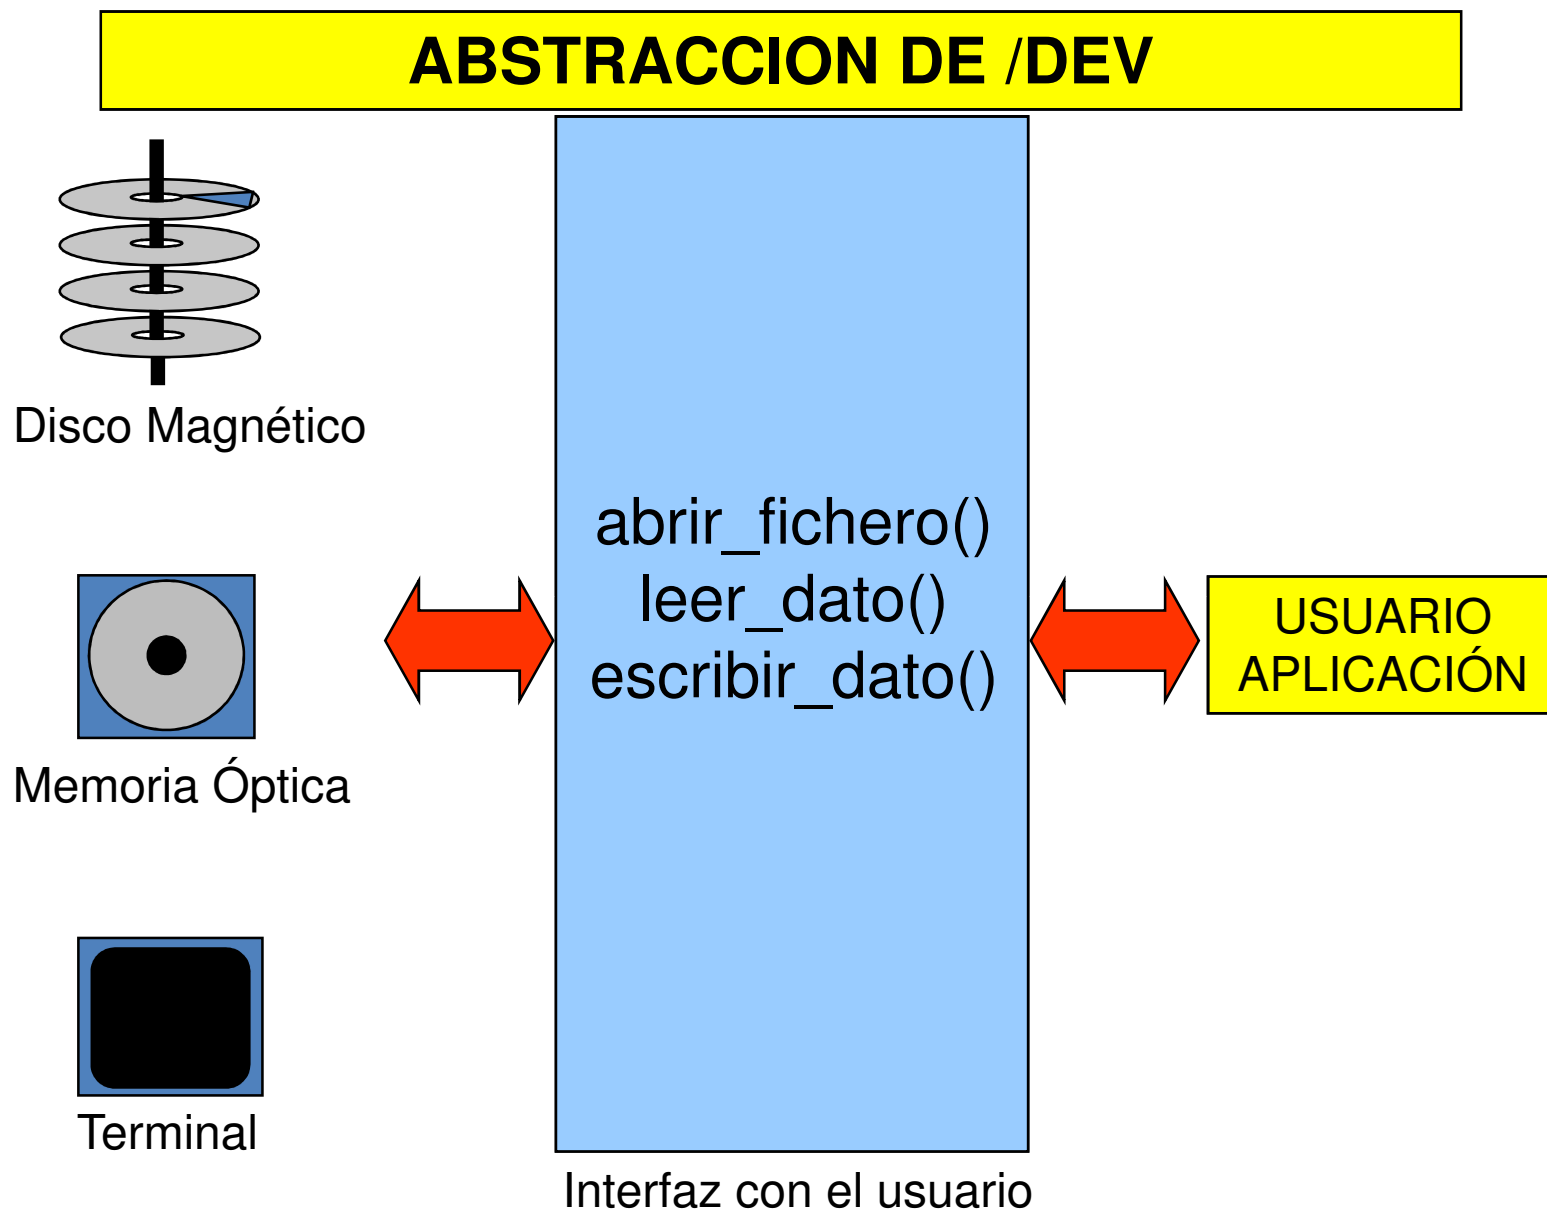 ABSTRACCION DE /DEV
Disco Magnético
Memoria Óptica
Terminal
abrir_fichero()
leer_dato()
escribir_dato()
Interfaz con el usuario
USUARIO
APLICACIÓN